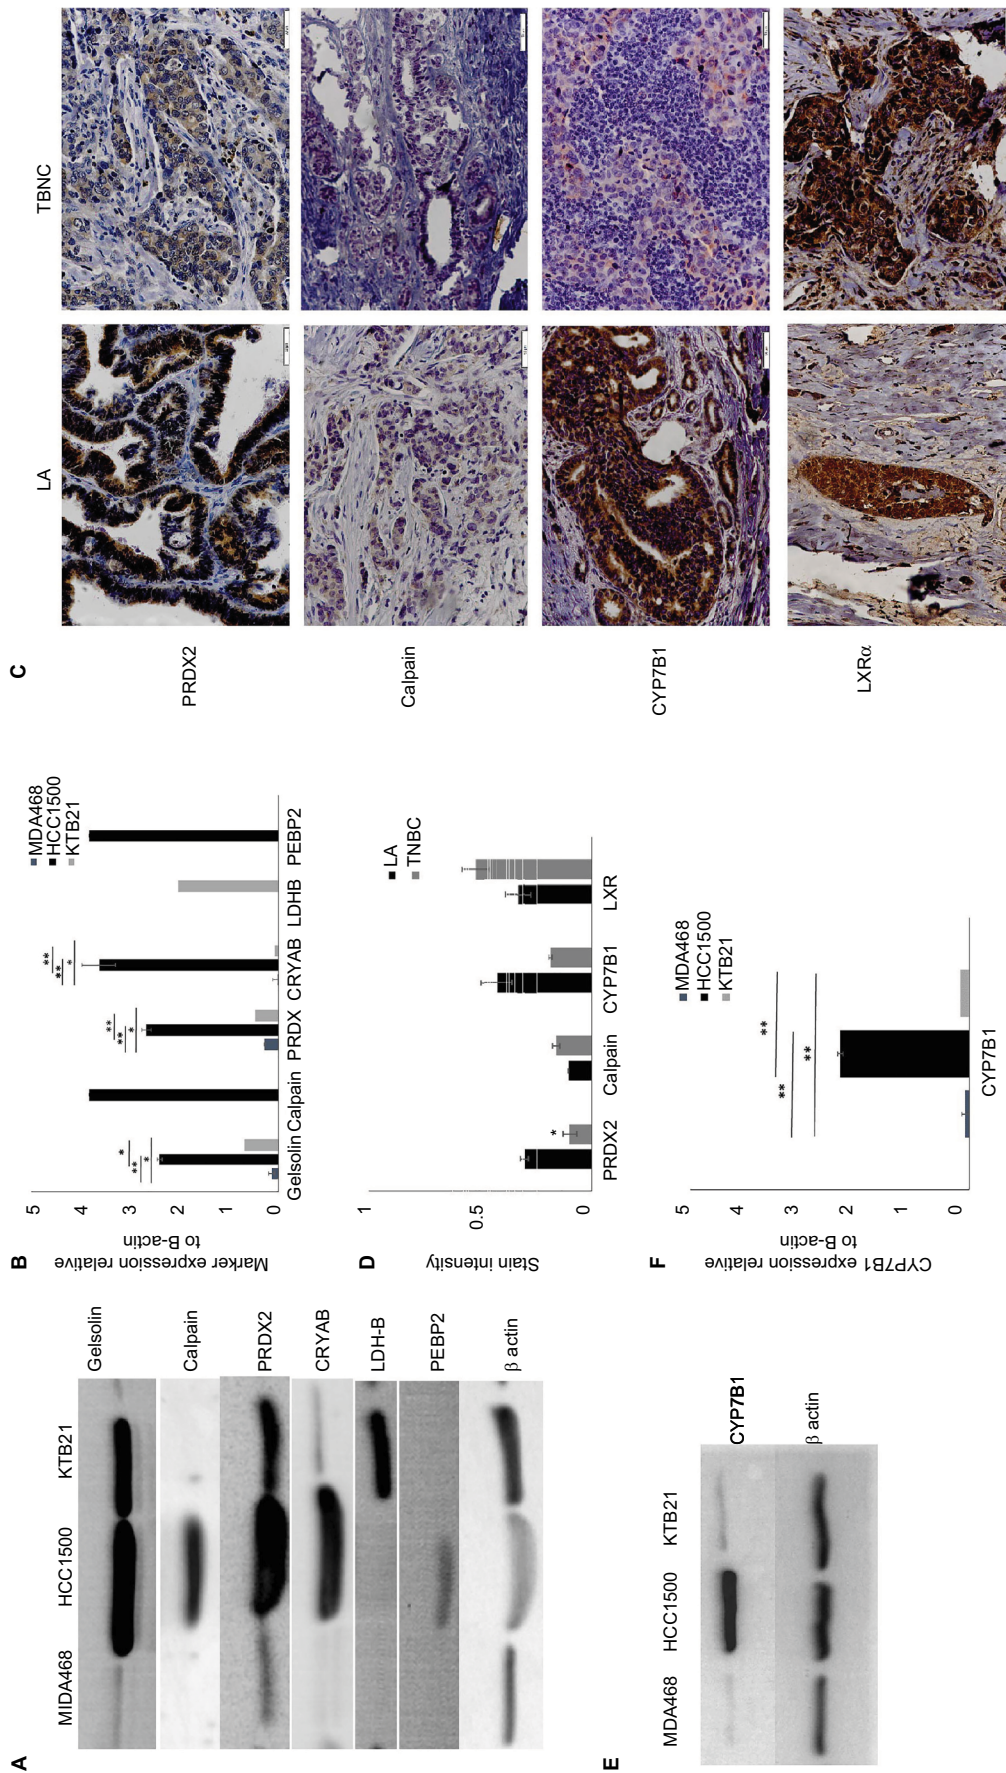 A
MIDA468 HCC1500 KTB21
Gelsolin
Calpain
PRDX2
CRYAB
LDH-B
PEBP2
β actin
B
Marker expression relative
to B-actin
5
4
3
2
1
0
MDA468
HCC1500
KTB21
* ** *
** ** *
** ** *
Gelsolin Calpain PRDX CRYAB LDHB PEBP2
C
LA TBNC
PRDX2
Calpain
CYP7B1
LXRα
D
Stain intensity
1
0.5
0
LA
TNBC
*
PRDX2 Calpain CYP7B1 LXR
E
MDA468 HCC1500 KTB21
CYP7B1
β actin
F
CYP7B1 expression relative
to B-actin
5
4
3
2
1
0
MDA468
HCC1500
KTB21
**
**
**
CYP7B1